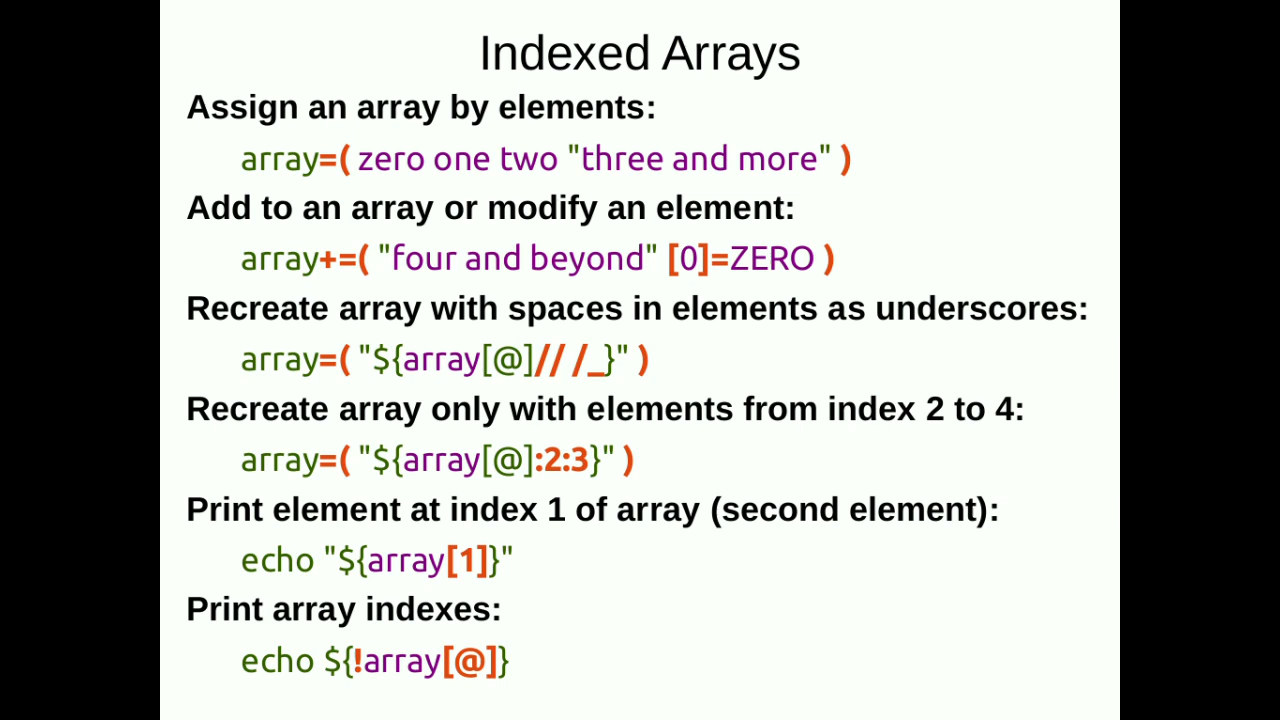 Indexed Arrays
Assign an array by elements:
array=( zero one two "three and more" )
Add to an array or modify an element:
array+=( "four and beyond" [0]=ZERO )
Recreate array with spaces in elements as underscores:
array=( "${array[@]// /_}" )
Recreate array only with elements from index 2 to 4:
array=( "${array[@]:2:3}" )
Print element at index 1 of array (second element):
echo "${array[1]}"
Print array indexes:
echo ${!array[@]}